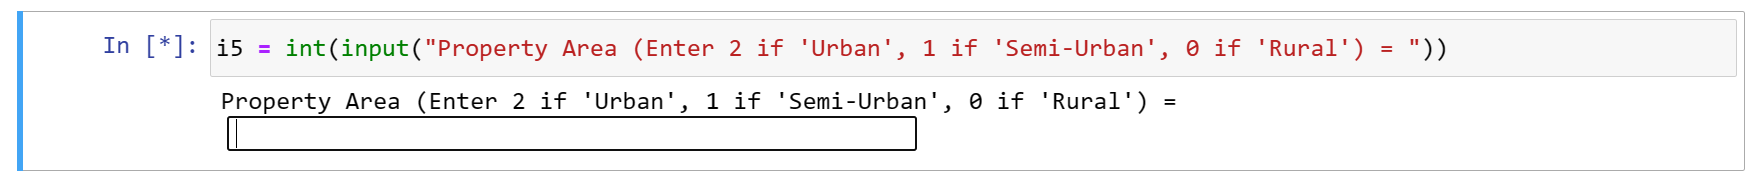 In [*]: i5 = int(input("Property Area (Enter 2 if 'Urban', 1 if 'Semi-Urban', 0 if 'Rural') = "))
Property Area (Enter 2 if 'Urban', 1 if 'Semi-Urban', 0 if 'Rural') =